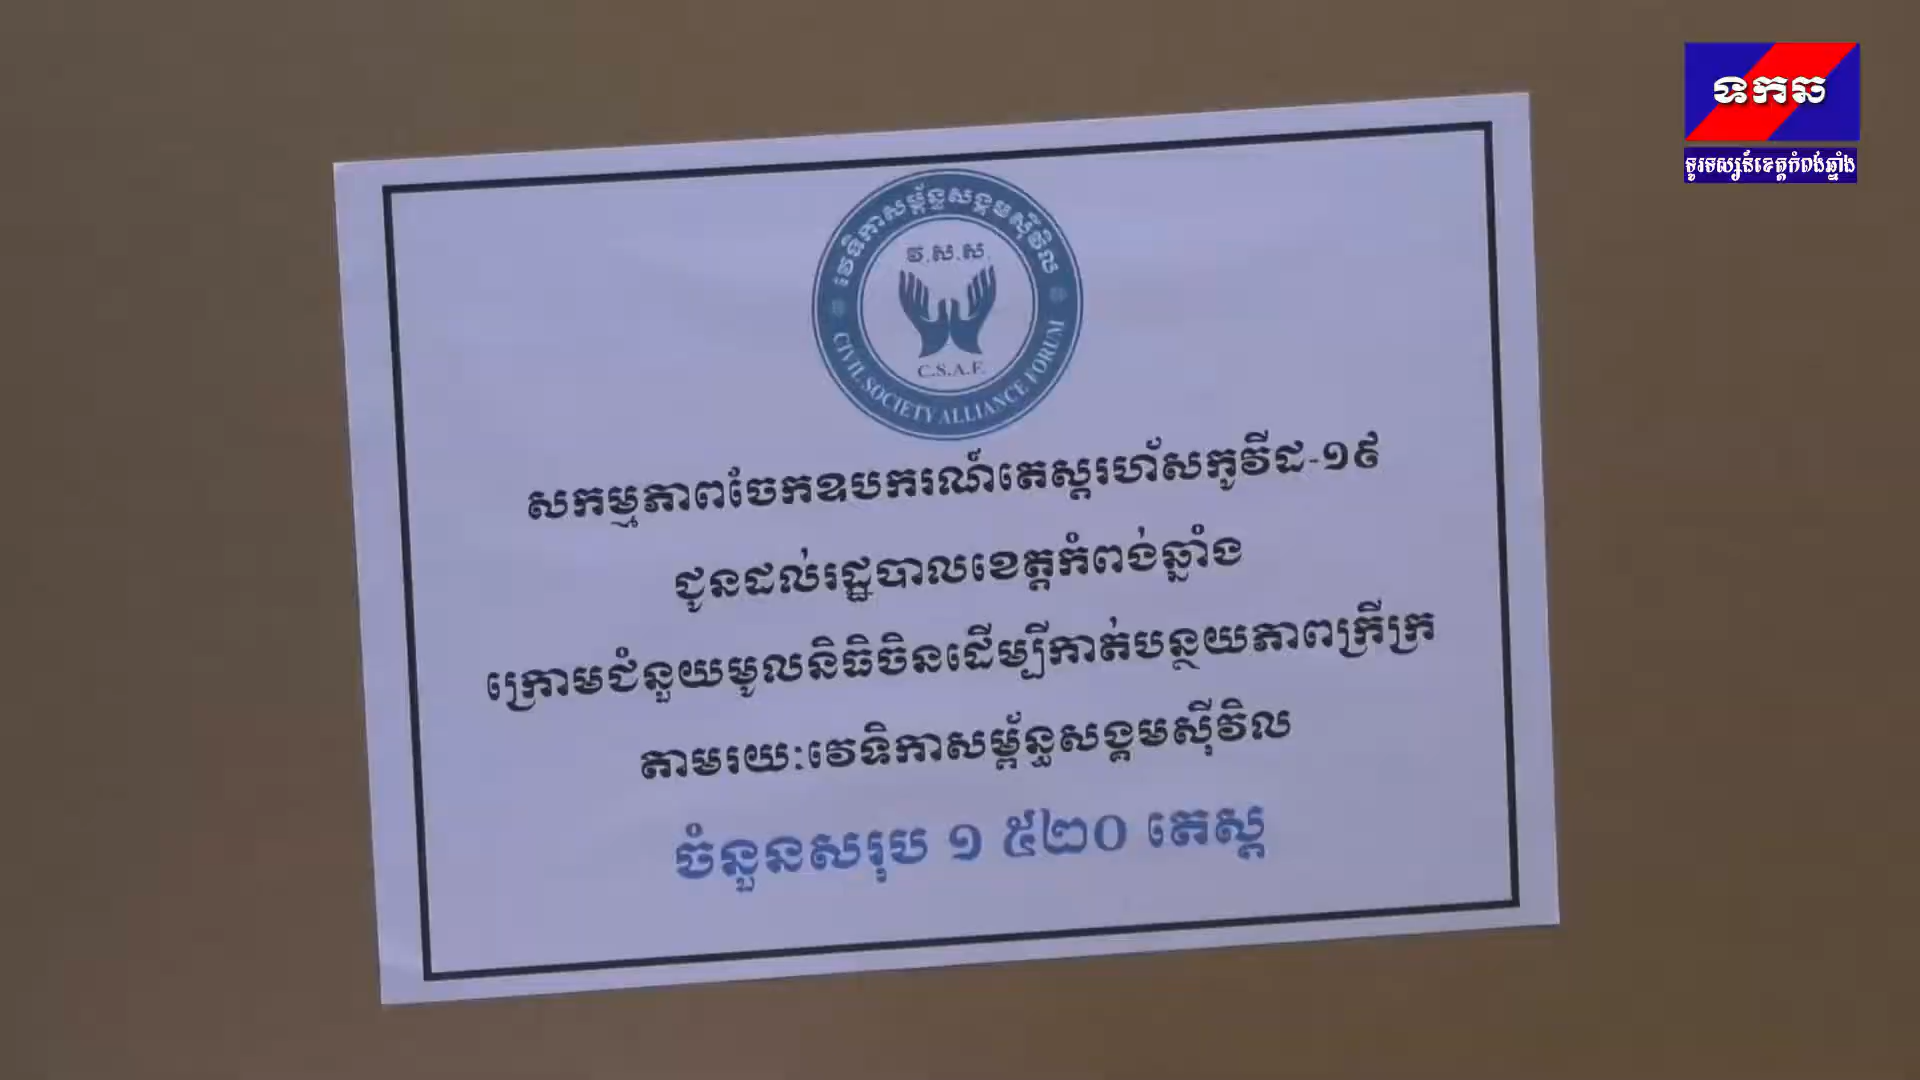 ទកឆ
ទូរទស្សន៍ខេត្តកំពង់ឆ្នាំង
វេទិកាសម្ព័ន្ធសង្គមស៊ីវិល
វ.ស.ស.
C.S.A.F.
CIVIL SOCIETY ALLIANCE FORUM
សកម្មភាពចែកឧបករណ៍តេស្តរហ័សកូវីដ-១៩
ជូនដល់រដ្ឋបាលខេត្តកំពង់ឆ្នាំង
ក្រោមជំនួយមូលនិធិចិនដើម្បីកាត់បន្ថយភាពក្រីក្រ
តាមរយៈវេទិកាសម្ព័ន្ធសង្គមស៊ីវិល
ចំនួនសរុប ១ ៥២០ តេស្ត